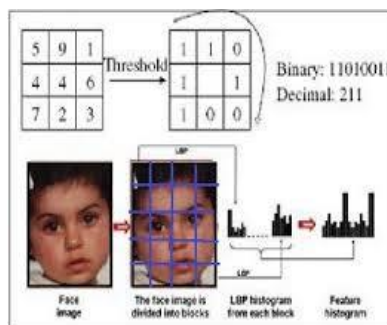 5 9 1
4 4 6
7 2 3
Threshold
1 1 0
1 1
1 0 0
Binary: 11010011
Decimal: 211
LBP
LBP
Face image
The face image is divided into blocks
LBP histogram from each block
Feature histogram